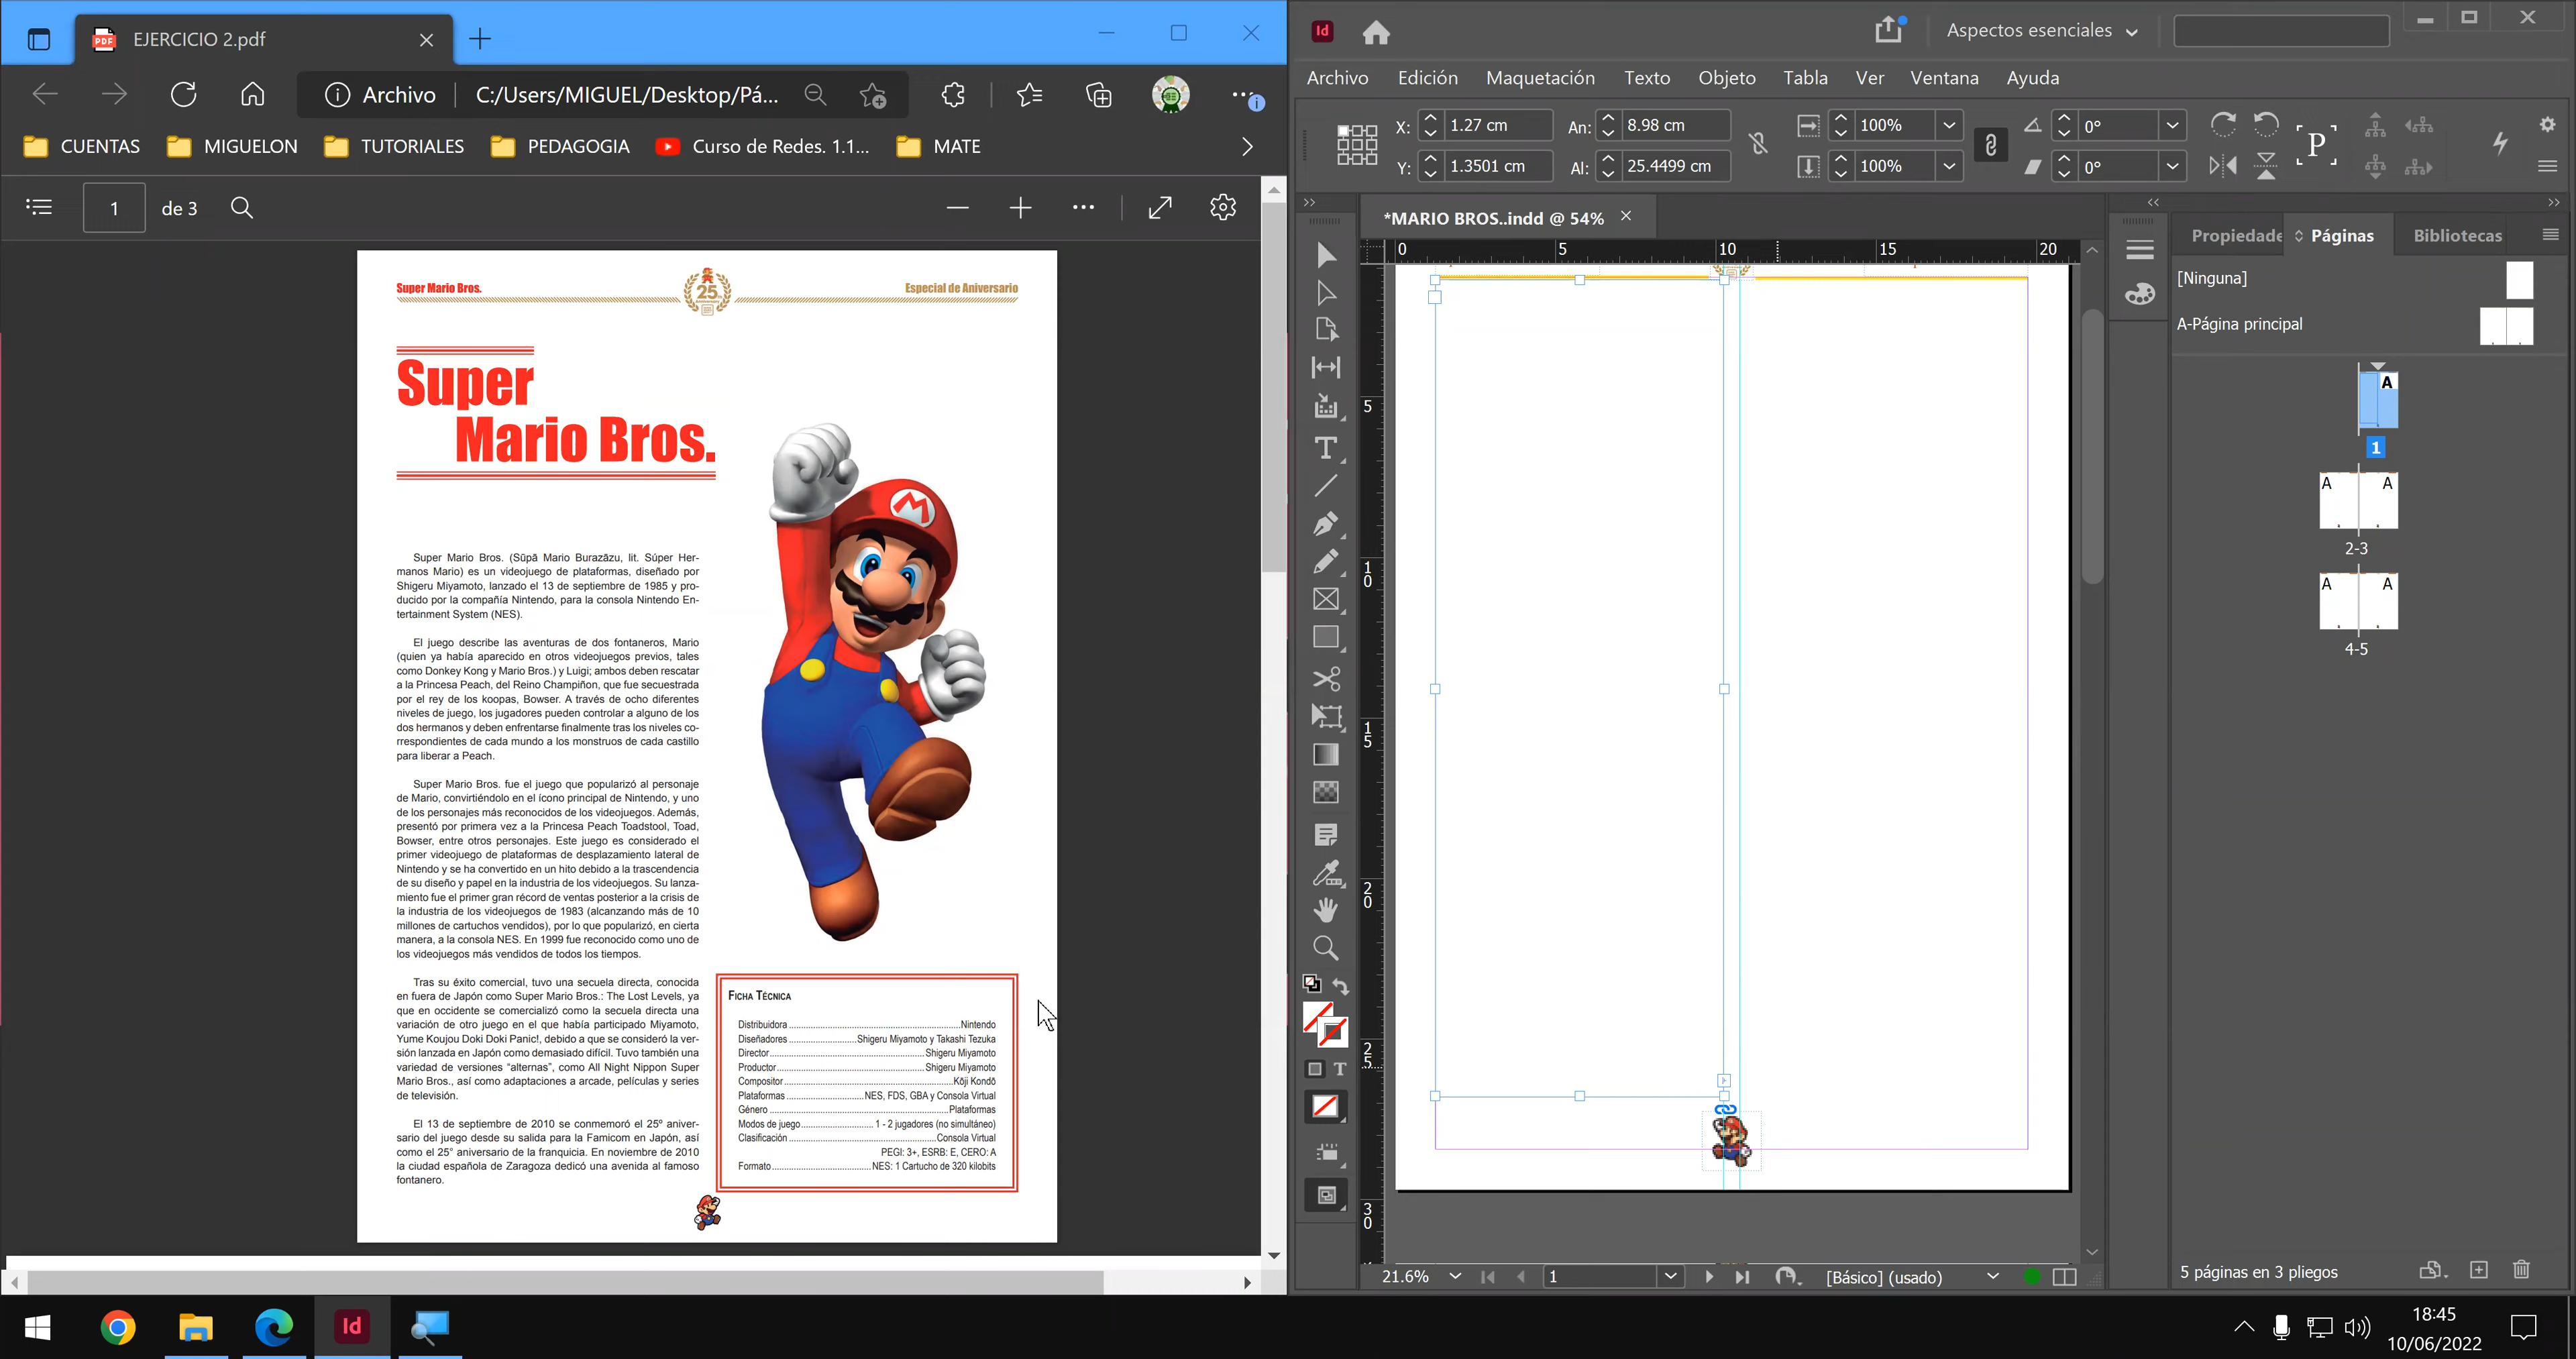 EJERCICIO 2.pdf
Archivo
C:/Users/MIGUEL/Desktop/Pá...
CUENTAS
MIGUELON
TUTORIALES
PEDAGOGIA
Curso de Redes. 1.1...
MATE
1
de 3
Super Mario Bros.
25
Especial de Aniversario
Super
Mario Bros.
Super Mario Bros. (Sūpā Mario Burazāzu, lit. Súper Her-
manos Mario) es un videojuego de plataformas, diseñado por
Shigeru Miyamoto, lanzado el 13 de septiembre de 1985 y pro-
ducido por la compañía Nintendo, para la consola Nintendo En-
tertainment System (NES).
El juego describe las aventuras de dos fontaneros, Mario
(quien ya había aparecido en otros videojuegos previos, tales
como Donkey Kong y Mario Bros.) y Luigi; ambos deben rescatar
a la Princesa Peach, del Reino Champiñon, que fue secuestrada
por el rey de los koopas, Bowser. A través de ocho diferentes
niveles de juego, los jugadores pueden controlar a alguno de los
dos hermanos y deben enfrentarse finalmente tras los niveles co-
rrespondientes de cada mundo a los monstruos de cada castillo
para liberar a Peach.
Super Mario Bros. fue el juego que popularizó al personaje
de Mario, convirtiéndolo en el ícono principal de Nintendo, y uno
de los personajes más reconocidos de los videojuegos. Además,
presentó por primera vez a la Princesa Peach Toadstool, Toad,
Bowser, entre otros personajes. Este juego es considerado el
primer videojuego de plataformas de desplazamiento lateral de
Nintendo y se ha convertido en un hito debido a la trascendencia
de su diseño y papel en la industria de los videojuegos. Su lanza-
miento fue el primer gran récord de ventas posterior a la crisis de
la industria de los videojuegos de 1983 (alcanzando más de 10
millones de cartuchos vendidos), por lo que popularizó, en cierta
manera, a la consola NES. En 1999 fue reconocido como uno de
los videojuegos más vendidos de todos los tiempos.
Tras su éxito comercial, tuvo una secuela directa, conocida
en fuera de Japón como Super Mario Bros.: The Lost Levels, ya
que en occidente se comercializó como la secuela directa una
variación de otro juego en el que había participado Miyamoto,
Yume Koujou Doki Doki Panic!, debido a que se consideró la ver-
sión lanzada en Japón como demasiado difícil. Tuvo también una
variedad de versiones “alternas”, como All Night Nippon Super
Mario Bros., así como adaptaciones a arcade, películas y series
de televisión.
El 13 de septiembre de 2010 se conmemoró el 25º aniver-
sario del juego desde su salida para la Famicom en Japón, así
como el 25° aniversario de la franquicia. En noviembre de 2010
la ciudad española de Zaragoza dedicó una avenida al famoso
fontanero.
M
Ficha Técnica
Distribuidora ........ Nintendo
Diseñadores ........ Shigeru Miyamoto y Takashi Tezuka
Director ........ Shigeru Miyamoto
Productor ........ Shigeru Miyamoto
Compositor ........ Kōji Kondō
Plataformas ........ NES, FDS, GBA y Consola Virtual
Género ........ Plataformas
Modos de juego ........ 1 - 2 jugadores (no simultáneo)
Clasificación ........ Consola Virtual
PEGI: 3+, ESRB: E, CERO: A
Formato ........ NES: 1 Cartucho de 320 kilobits
Id
Aspectos esenciales
Archivo Edición Maquetación Texto Objeto Tabla Ver Ventana Ayuda
X: 1.27 cm An: 8.98 cm 100% 0°
Y: 1.3501 cm Al: 25.4499 cm 100% 0°
P
*MARIO BROS..indd @ 54%
0 5 10 15 20
5
10
15
20
25
30
T
T
Propiedade
Páginas
Bibliotecas
[Ninguna]
A-Página principal
A
1
A A
2-3
A A
4-5
21.6%
1
[Básico] (usado)
5 páginas en 3 pliegos
Id
18:45
10/06/2022